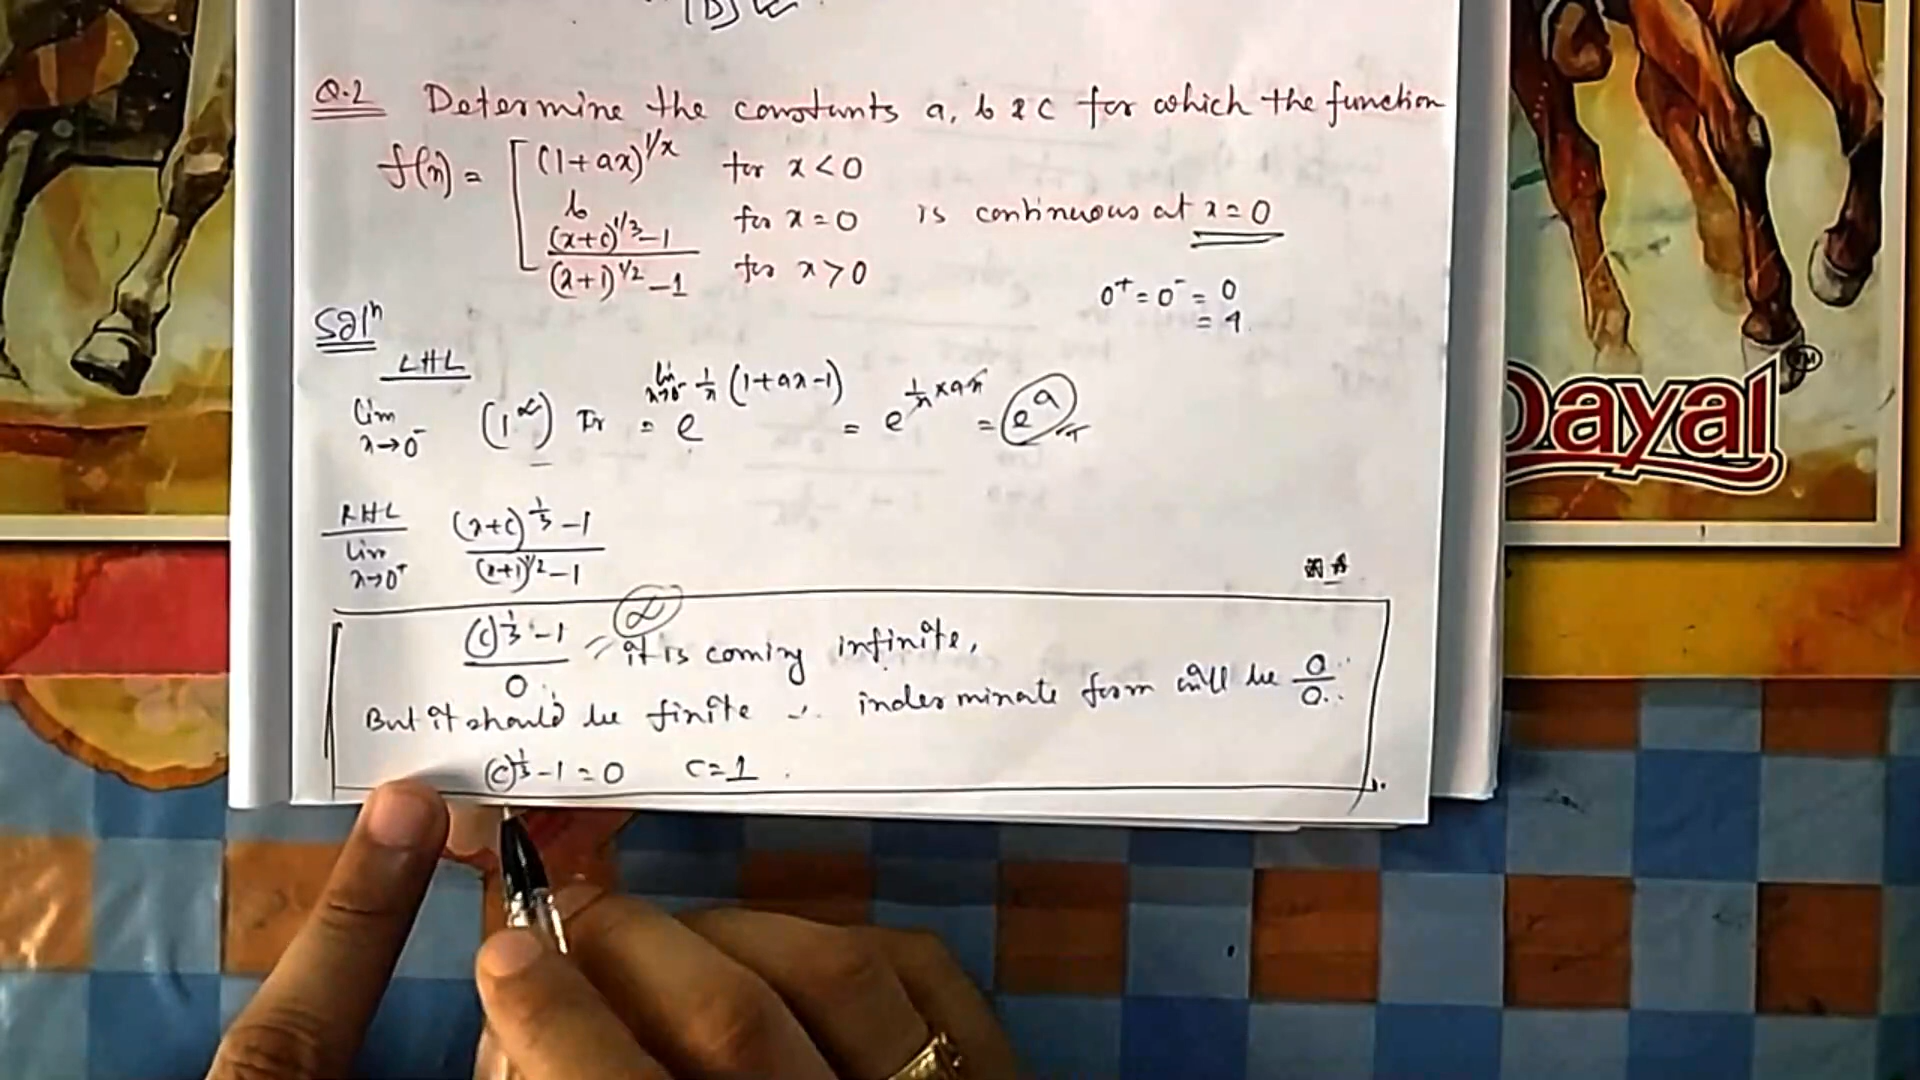 Q.2 Determine the constants a, b & c for which the function
f(x) = (1+ax)^1/x for x<0
b for x=0 is continuous at x=0
(x+c)^1/3-1 / (x+1)^1/2-1 for x>0
0⁺=0⁻=0
=9
Solⁿ
LHL
lim x→0⁻ (1^∝) = e^lim x→0⁻ 1/x (1+ax-1) = e^1/x × ax = e^a
RHL
lim x→0⁺ (x+c)^1/3-1 / (x+1)^1/2-1
(c)^1/3-1 / 0 = ∝ it is coming infinite,
But it should be finite ∴ inderminate form will be 0/0
(c)^1/3-1=0 c=1
Dayal
TM